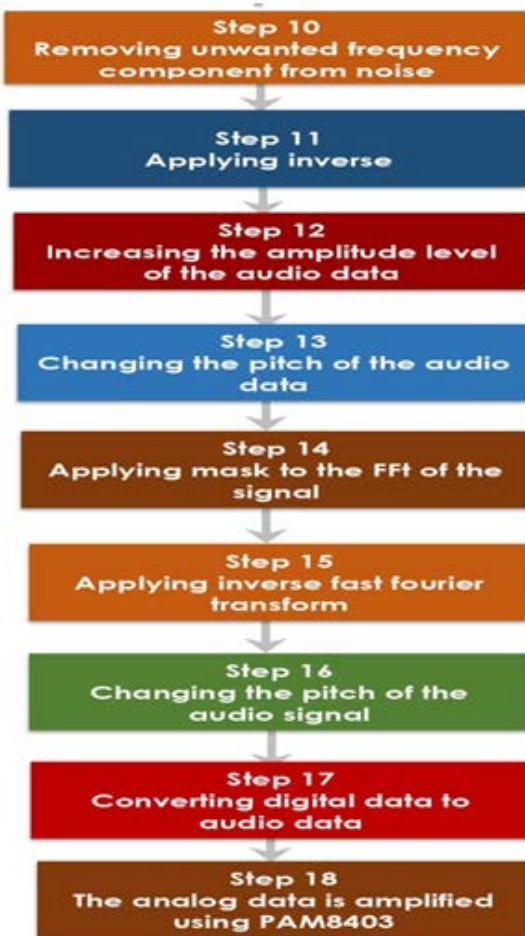 Step 10
Removing unwanted frequency
component from noise
Step 11
Applying inverse
Step 12
Increasing the amplitude level
of the audio data
Step 13
Changing the pitch of the audio
data
Step 14
Applying mask to the FFt of the
signal
Step 15
Applying inverse fast fourier
transform
Step 16
Changing the pitch of the
audio signal
Step 17
Converting digital data to
audio data
Step 18
The analog data is amplified
using PAM8403